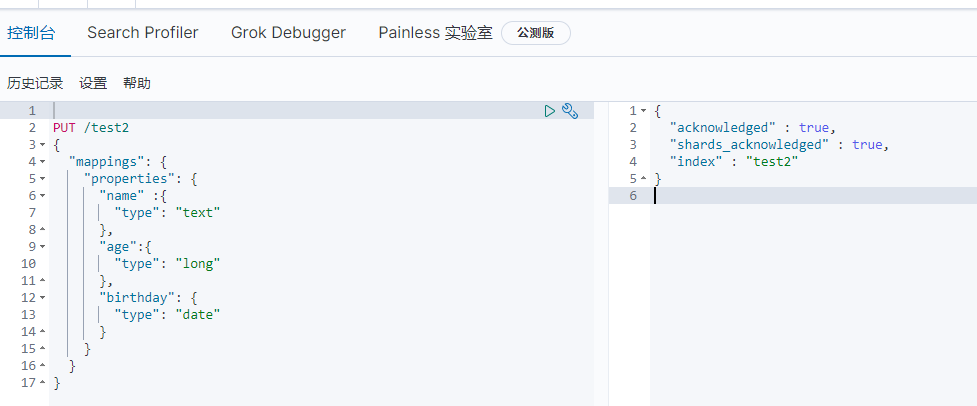 控制台 Search Profiler Grok Debugger Painless 实验室 公测版
历史记录 设置 帮助
1
2 PUT /test2
3 {
4 "mappings": {
5 "properties": {
6 "name" :{
7 "type": "text"
8 },
9 "age":{
10 "type": "long"
11 },
12 "birthday": {
13 "type": "date"
14 }
15 }
16 }
17 }
1 {
2 "acknowledged" : true,
3 "shards_acknowledged" : true,
4 "index" : "test2"
5 }
6